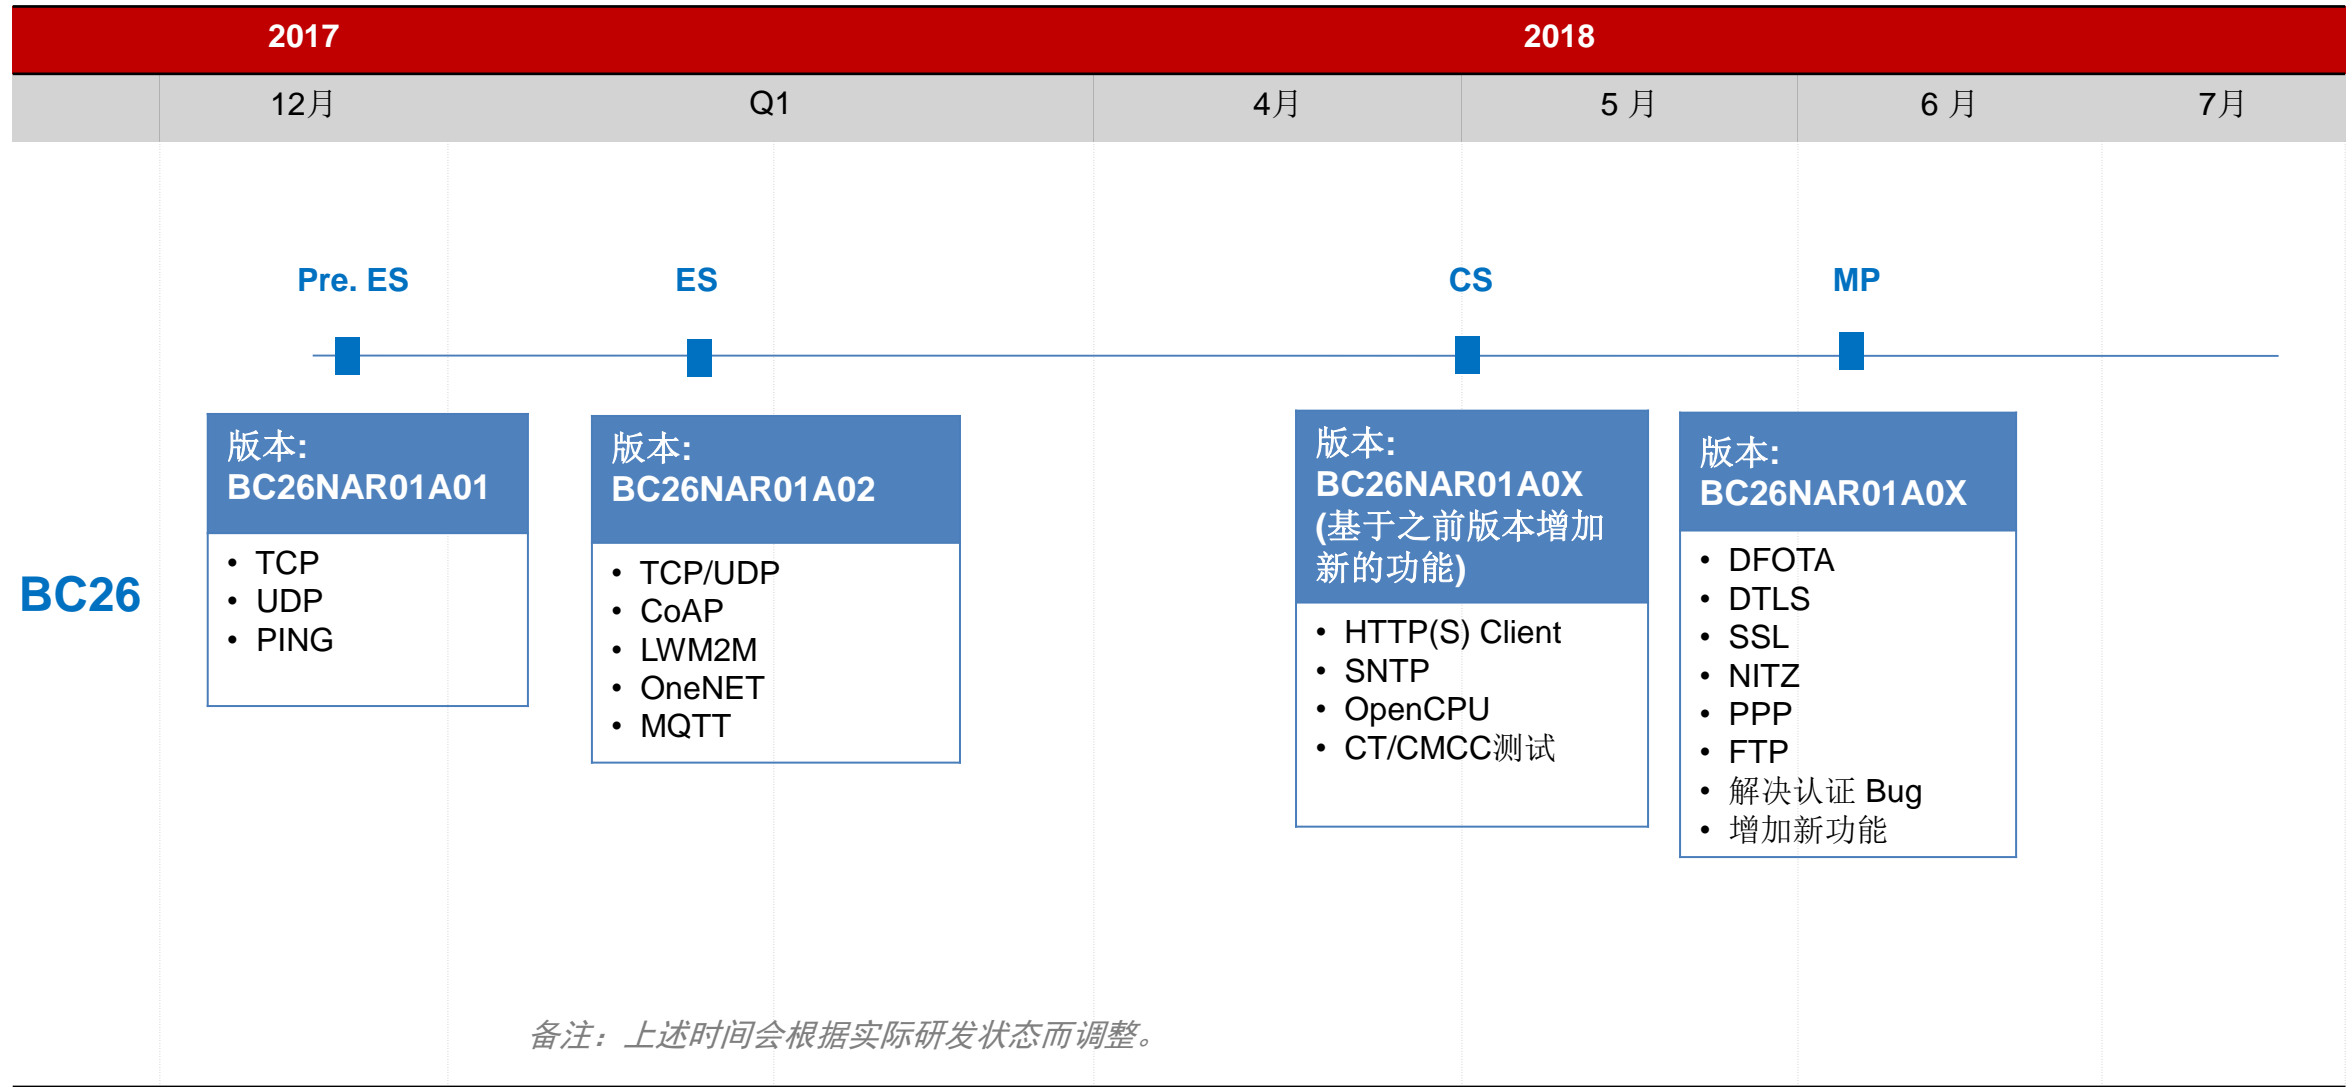 2017
2018
12月
Q1
4月
5 月
6 月
7月
Pre. ES
ES
CS
MP
BC26
版本:
BC26NAR01A01
• TCP
• UDP
• PING
版本:
BC26NAR01A02
• TCP/UDP
• CoAP
• LWM2M
• OneNET
• MQTT
版本:
BC26NAR01A0X
(基于之前版本增加
新的功能)
• HTTP(S) Client
• SNTP
• OpenCPU
• CT/CMCC测试
版本:
BC26NAR01A0X
• DFOTA
• DTLS
• SSL
• NITZ
• PPP
• FTP
• 解决认证 Bug
• 增加新功能
备注：上述时间会根据实际研发状态而调整。